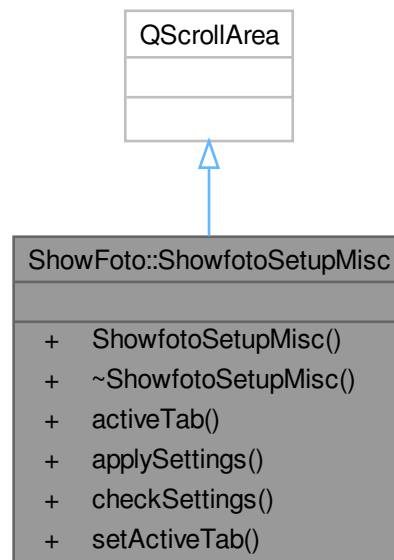 QScrollArea
ShowFoto::ShowfotoSetupMisc
+ ShowfotoSetupMisc()
+ ~ShowfotoSetupMisc()
+ activeTab()
+ applySettings()
+ checkSettings()
+ setActiveTab()